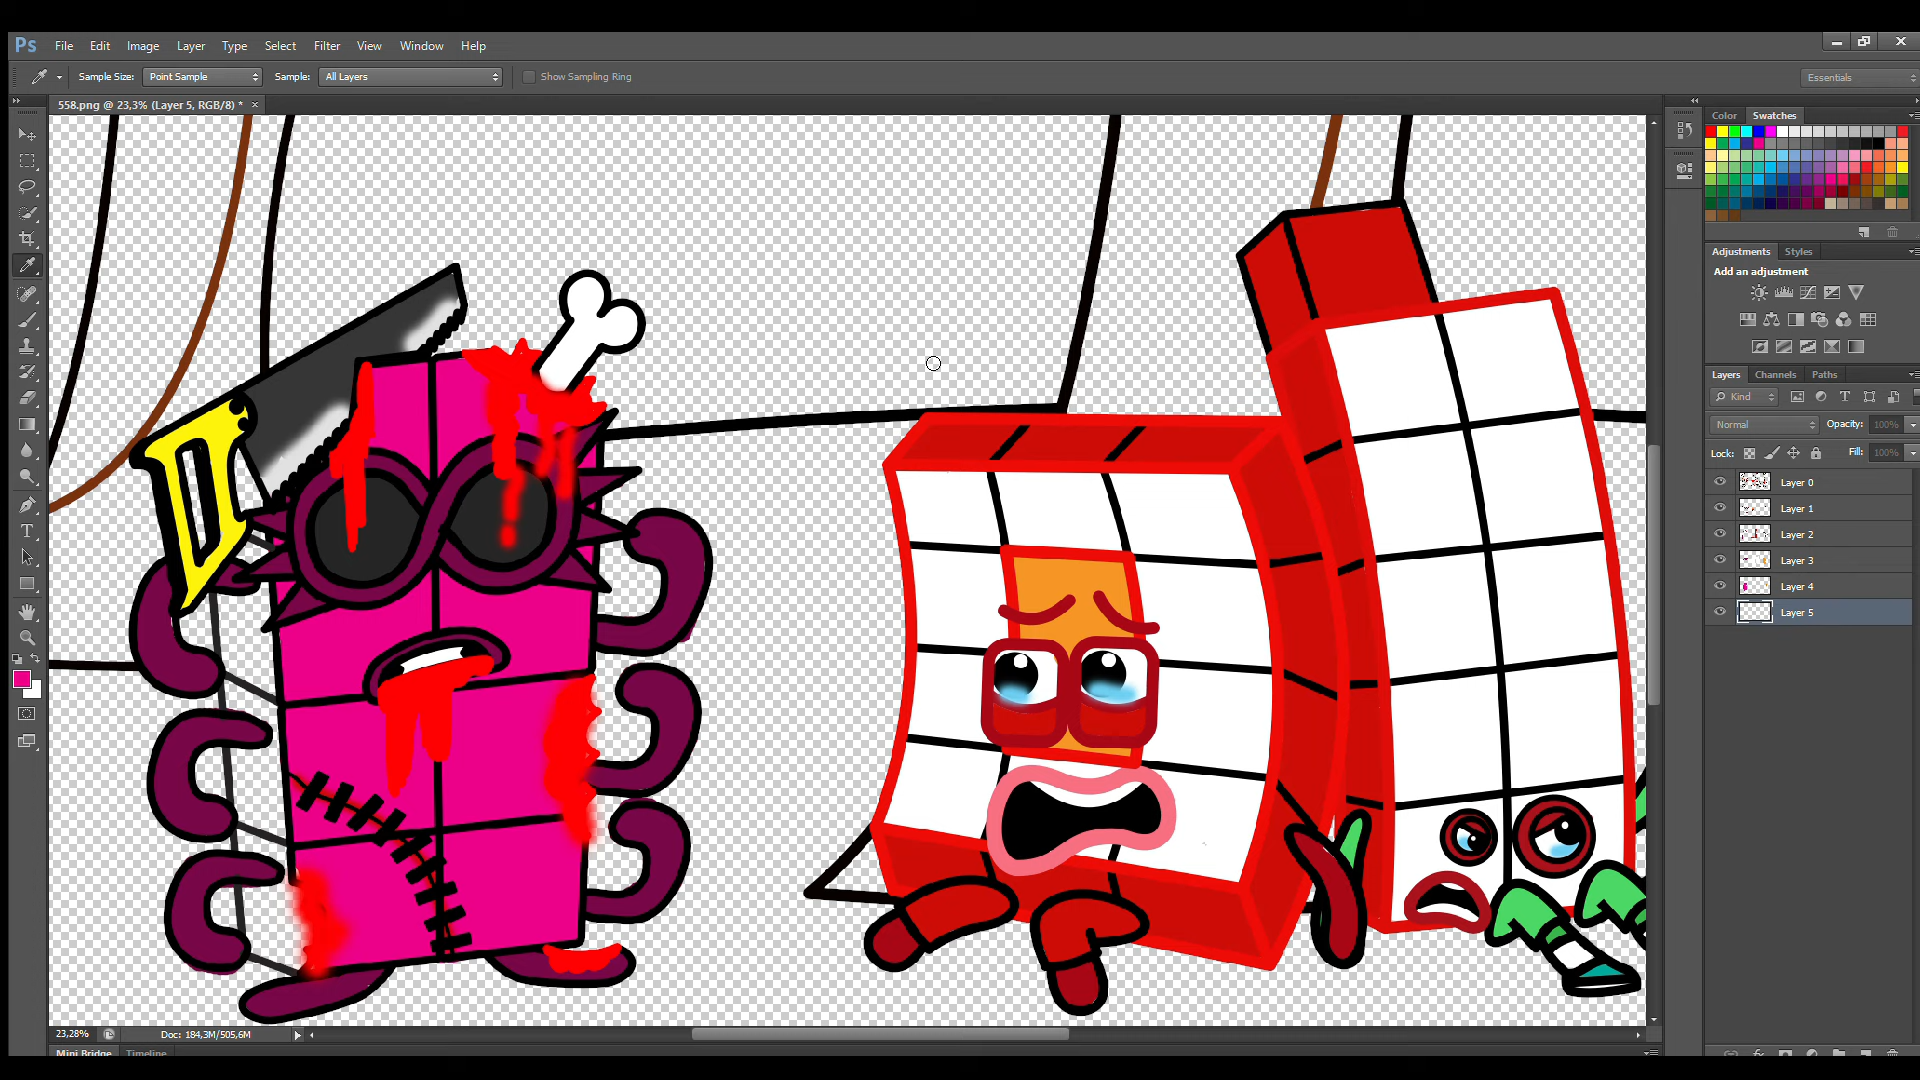 Ps File Edit Image Layer Type Select Filter View Window Help
Sample Size: Point Sample Sample: All Layers Show Sampling Ring Essentials
558.png @ 23,3% (Layer 5, RGB/8) *
Color Swatches
Adjustments Styles
Add an adjustment
Layers Channels Paths
Kind
Normal Opacity: 100%
Lock: Fill: 100%
Layer 0
Layer 1
Layer 2
Layer 3
Layer 4
Layer 5
23,28% Doc: 184,3M/505,6M
Mini Bridge Timeline